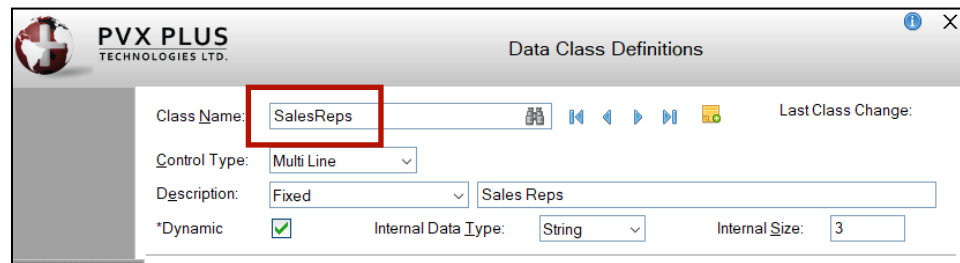 PVX PLUS
TECHNOLOGIES LTD.
Data Class Definitions
Class Name: SalesReps Last Class Change:
Control Type: Multi Line
Description: Fixed Sales Reps
*Dynamic Internal Data Type: String Internal Size: 3